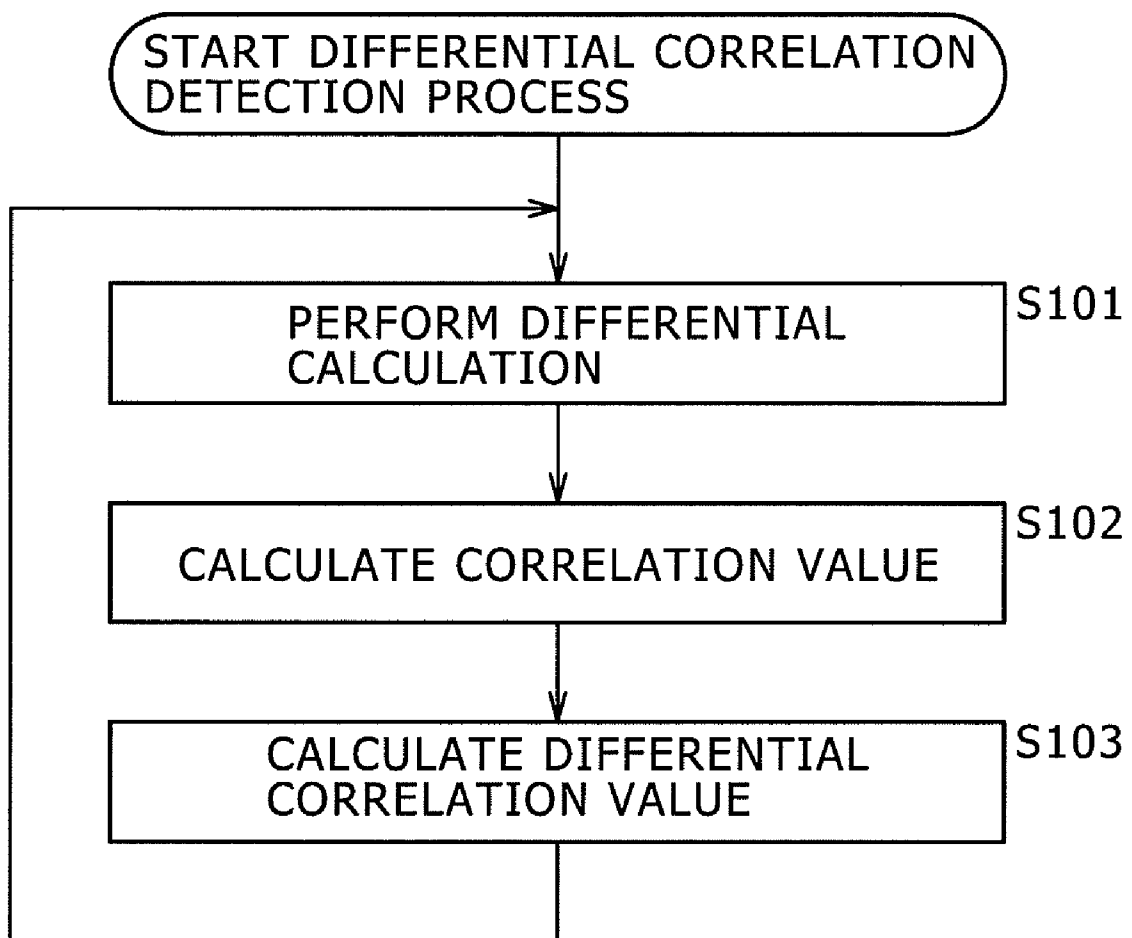 START DIFFERENTIAL CORRELATION
DETECTION PROCESS
S101
PERFORM DIFFERENTIAL
CALCULATION
S102
CALCULATE CORRELATION VALUE
S103
CALCULATE DIFFERENTIAL
CORRELATION VALUE